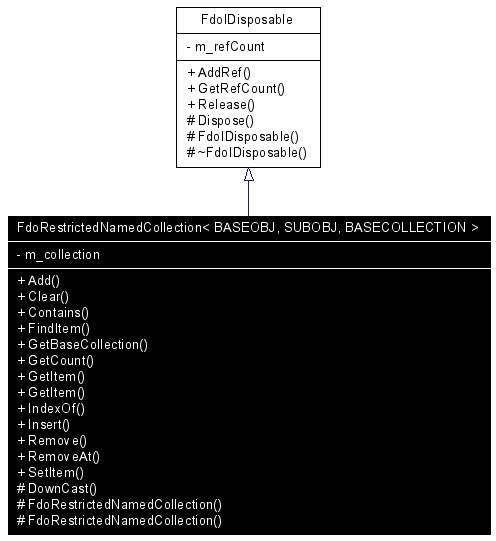 FdoIDisposable
- m_refCount
+ AddRef()
+ GetRefCount()
+ Release()
# Dispose()
# FdoIDisposable()
# ~FdoIDisposable()
FdoRestrictedNamedCollection< BASEOBJ, SUBOBJ, BASECOLLECTION >
- m_collection
+ Add()
+ Clear()
+ Contains()
+ FindItem()
+ GetBaseCollection()
+ GetCount()
+ GetItem()
+ GetItem()
+ IndexOf()
+ Insert()
+ Remove()
+ RemoveAt()
+ SetItem()
# DownCast()
# FdoRestrictedNamedCollection()
# FdoRestrictedNamedCollection()